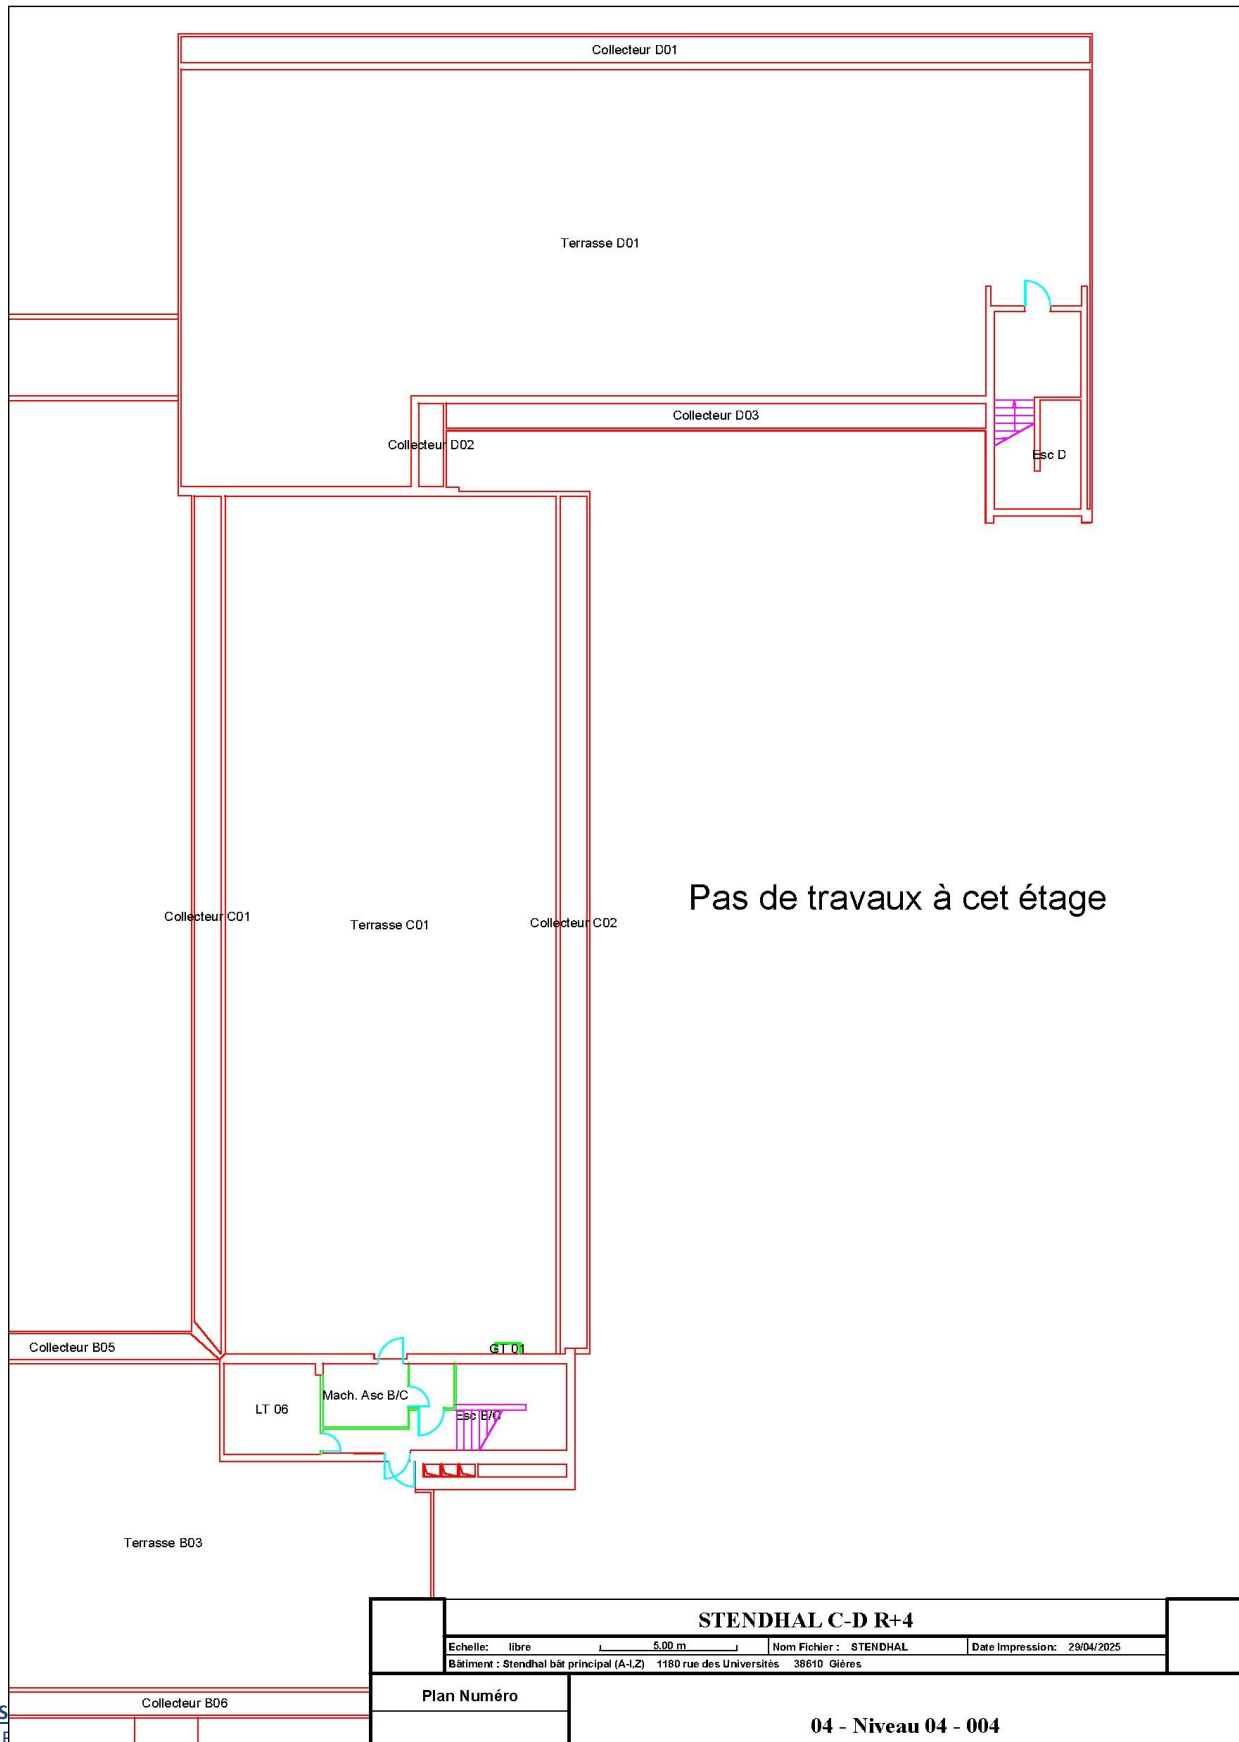 Collecteur D01
Terrasse D01
Collecteur D03
Collecteur D02
Esc D
Pas de travaux à cet étage
Collecteur C01
Terrasse C01
Collecteur C02
Collecteur B05
GT 01
Mach. Asc B/C
LT 06
Esc B/C
Terrasse B03
STENDHAL C-D R+4
Echelle: libre 5.00 m Nom Fichier : STENDHAL Date Impression: 29/04/2025
Bâtiment : Stendhal bât principal (A-I,Z) 1180 rue des Universités 38610 Gières
Collecteur B06
Plan Numéro
04 - Niveau 04 - 004